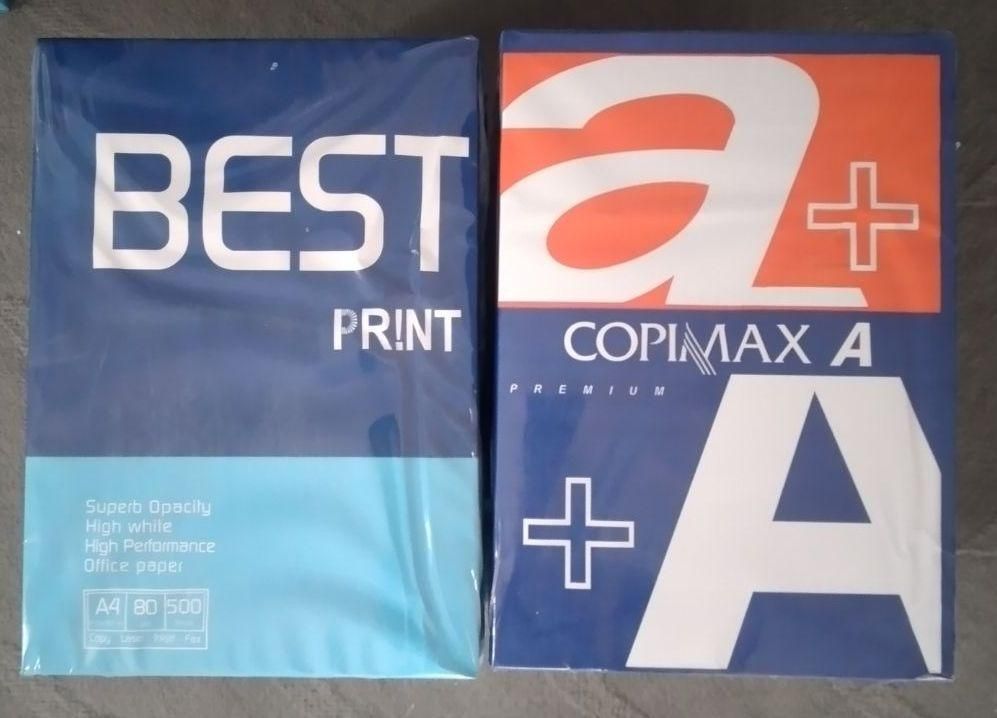 BEST
PR!NT
Superb Opacity
High white
High Performance
Office paper
A4 80 500
Copy Laser Inkjet Fax
a+
COPIMAX A
PREMIUM
+A